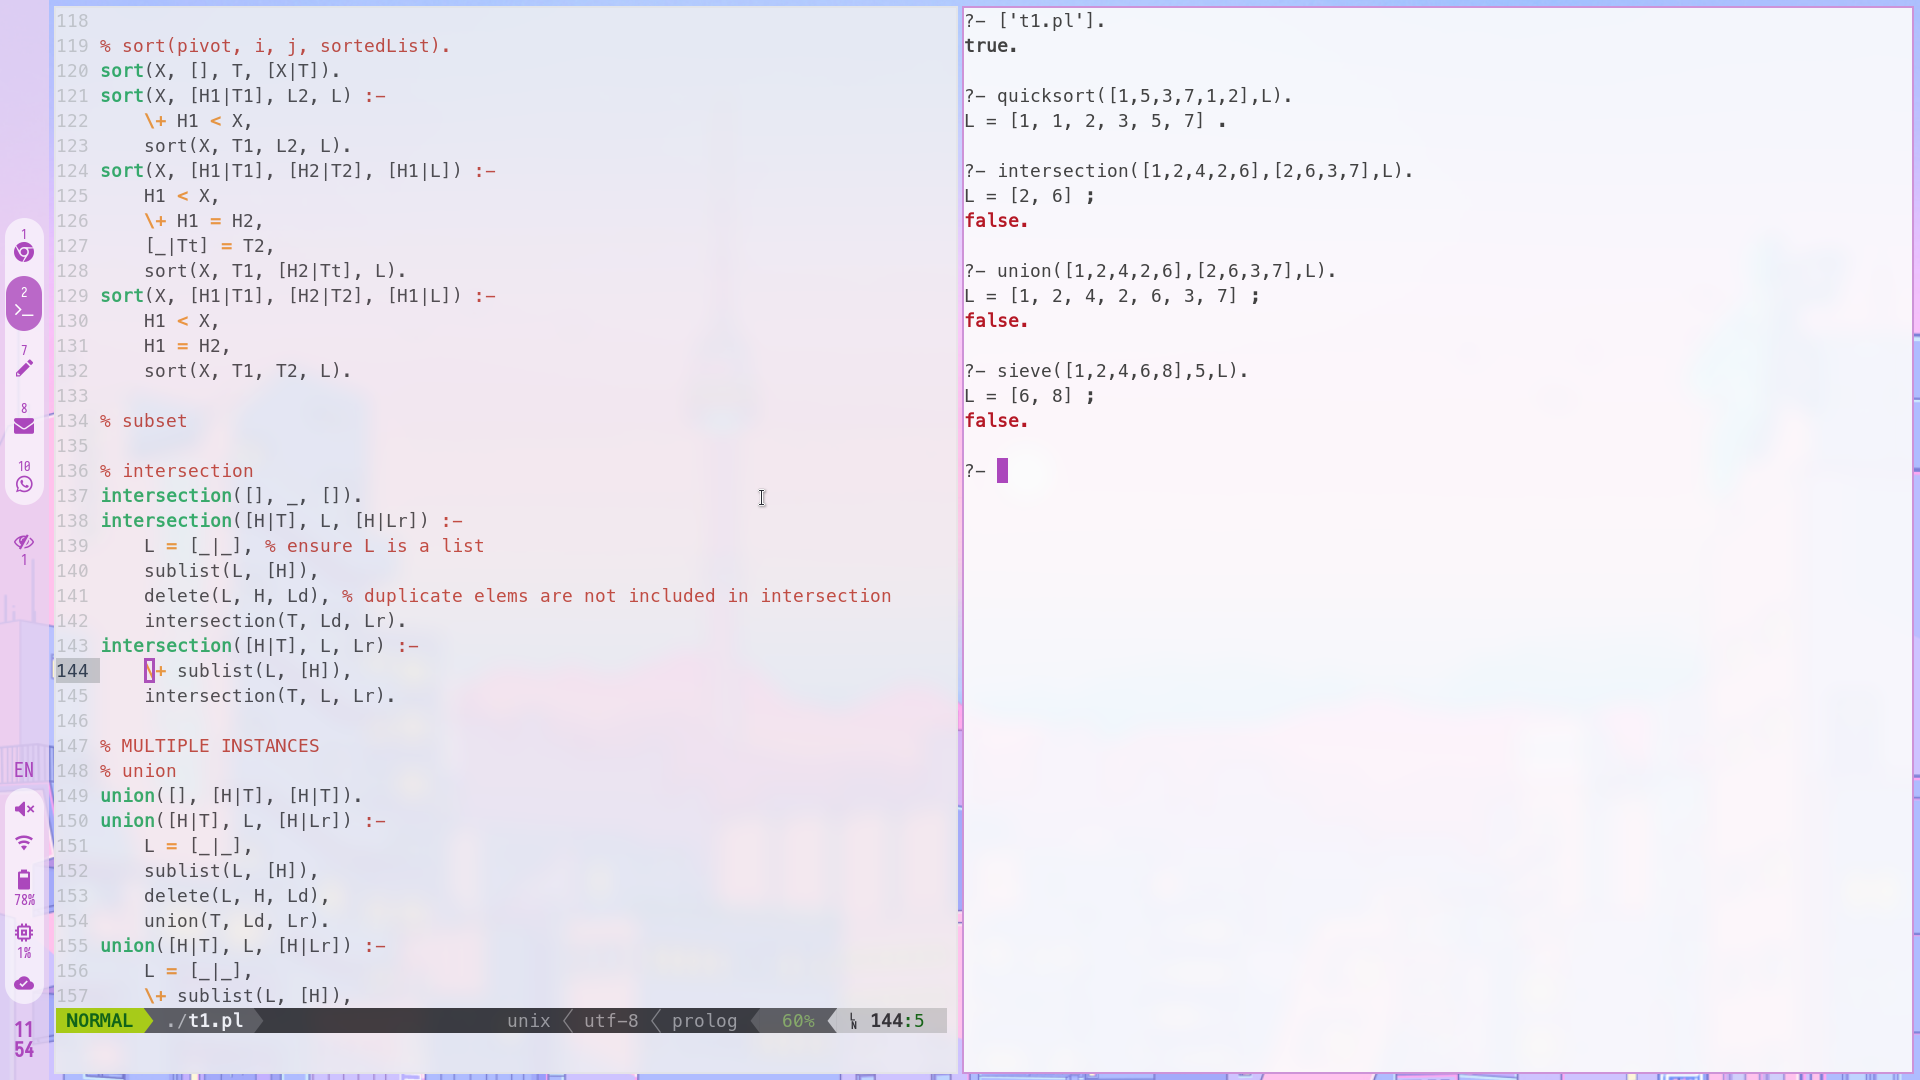 1
2
7
8
10
1
EN
78%
1%
11
54
118
119 % sort(pivot, i, j, sortedList).
120 sort(X, [], T, [X|T]).
121 sort(X, [H1|T1], L2, L) :-
122     \+ H1 < X,
123     sort(X, T1, L2, L).
124 sort(X, [H1|T1], [H2|T2], [H1|L]) :-
125     H1 < X,
126     \+ H1 = H2,
127     [_|Tt] = T2,
128     sort(X, T1, [H2|Tt], L).
129 sort(X, [H1|T1], [H2|T2], [H1|L]) :-
130     H1 < X,
131     H1 = H2,
132     sort(X, T1, T2, L).
133
134 % subset
135
136 % intersection
137 intersection([], _, []).
138 intersection([H|T], L, [H|Lr]) :-
139     L = [_|_], % ensure L is a list
140     sublist(L, [H]),
141     delete(L, H, Ld), % duplicate elems are not included in intersection
142     intersection(T, Ld, Lr).
143 intersection([H|T], L, Lr) :-
144     \+ sublist(L, [H]),
145     intersection(T, L, Lr).
146
147 % MULTIPLE INSTANCES
148 % union
149 union([], [H|T], [H|T]).
150 union([H|T], L, [H|Lr]) :-
151     L = [_|_],
152     sublist(L, [H]),
153     delete(L, H, Ld),
154     union(T, Ld, Lr).
155 union([H|T], L, [H|Lr]) :-
156     L = [_|_],
157     \+ sublist(L, [H]),
NORMAL ./t1.pl unix utf-8 prolog 60% LN 144:5
?- ['t1.pl'].
true.
?- quicksort([1,5,3,7,1,2],L).
L = [1, 1, 2, 3, 5, 7] .
?- intersection([1,2,4,2,6],[2,6,3,7],L).
L = [2, 6] ;
false.
?- union([1,2,4,2,6],[2,6,3,7],L).
L = [1, 2, 4, 2, 6, 3, 7] ;
false.
?- sieve([1,2,4,6,8],5,L).
L = [6, 8] ;
false.
?-